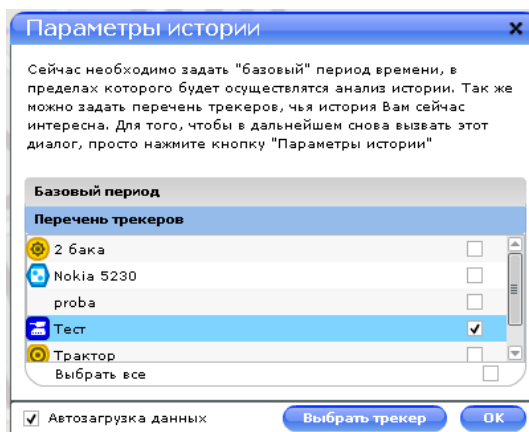 Параметры истории
Сейчас необходимо задать "базовый" период времени, в
пределах которого будет осуществлятся анализ истории. Так же
можно задать перечень трекеров, чья история Вам сейчас
интересна. Для того, чтобы в дальнейшем снова вызвать этот
диалог, просто нажмите кнопку "Параметры истории"
Базовый период
Перечень трекеров
2 бака
Nokia 5230
proba
Тест
Трактор
Выбрать все
Автозагрузка данных
Выбрать трекер
OK